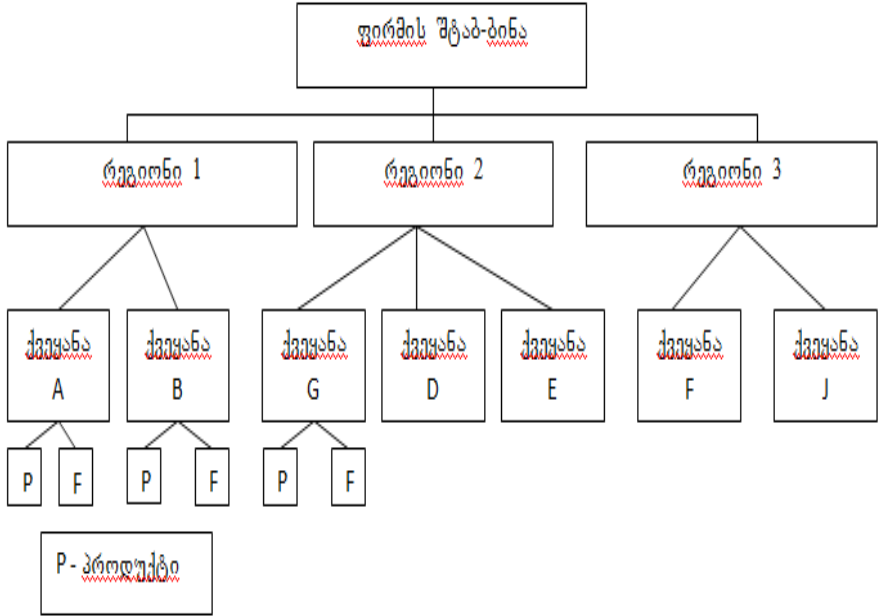 ფირმის შტაბ-ბინა
რეგიონი 1
რეგიონი 2
რეგიონი 3
ქვეყანა
A
ქვეყანა
B
ქვეყანა
G
ქვეყანა
D
ქვეყანა
E
ქვეყანა
F
ქვეყანა
J
P
F
P
F
P
F
P - პროდუქტი